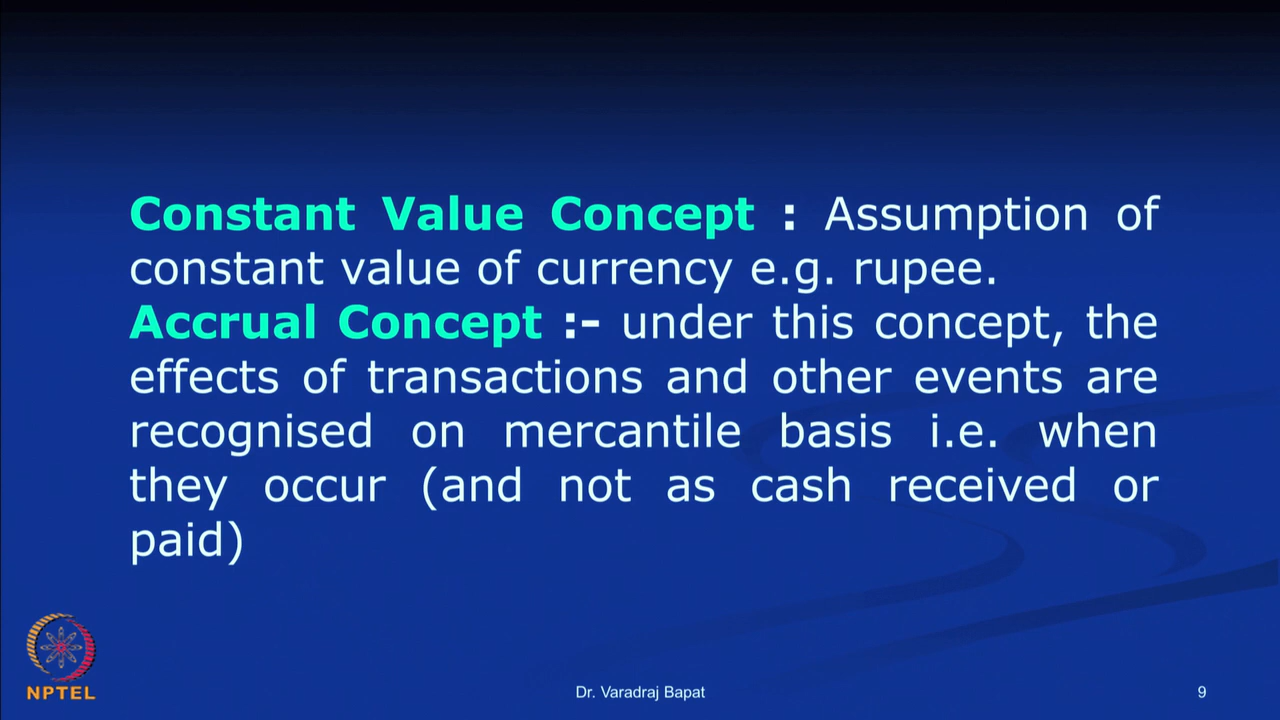 Constant Value Concept : Assumption of
constant value of currency e.g. rupee.
Accrual Concept :- under this concept, the
effects of transactions and other events are
recognised on mercantile basis i.e. when
they occur (and not as cash received or
paid)
NPTEL
Dr. Varadraj Bapat
9